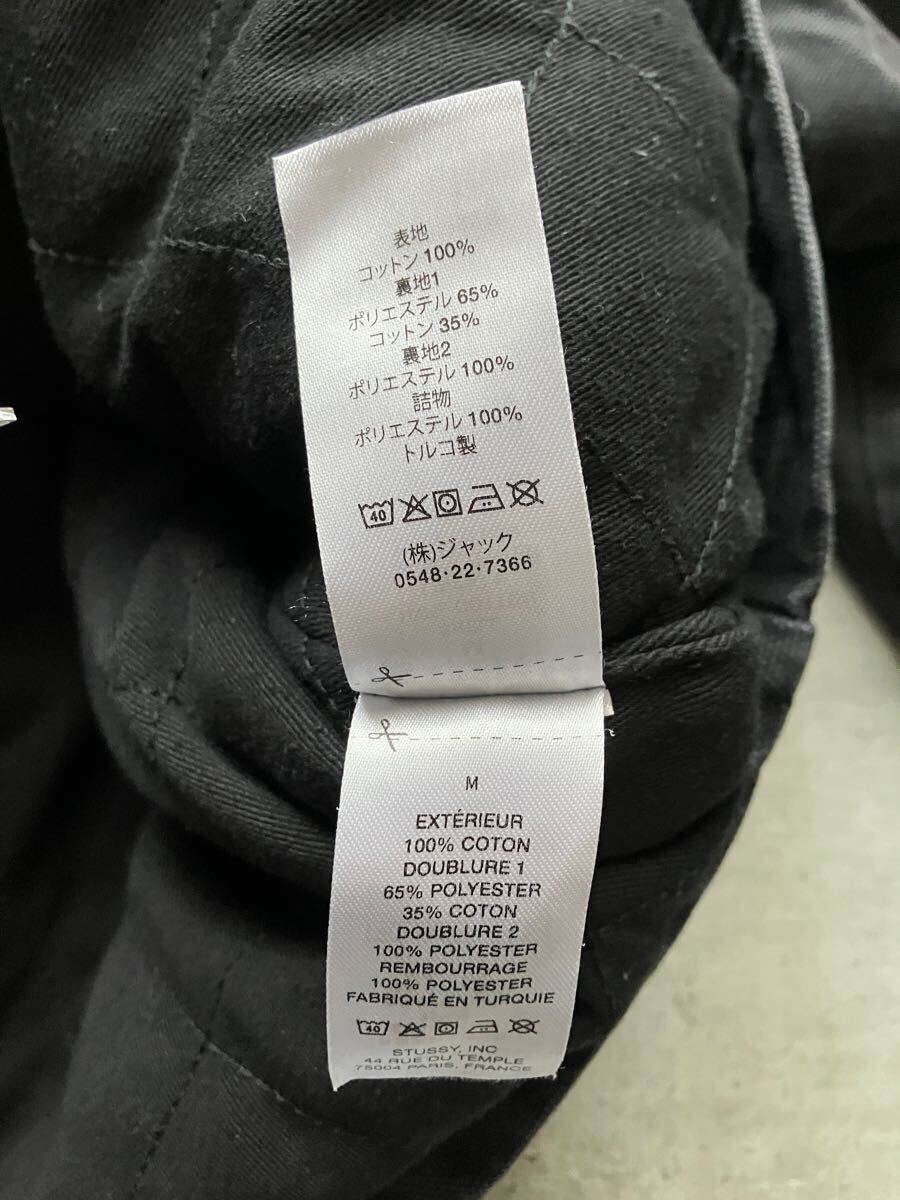 表地
コットン 100%
裏地1
ポリエステル 65%
コットン 35%
裏地2
ポリエステル 100%
詰物
ポリエステル 100%
トルコ製
40
(株)ジャック
0548·22·7366
M
EXTÉRIEUR
100% COTON
DOUBLURE 1
65% POLYESTER
35% COTON
DOUBLURE 2
100% POLYESTER
REMBOURRAGE
100% POLYESTER
FABRIQUÉ EN TURQUIE
40
STUSSY, INC
44 RUE DU TEMPLE
75004 PARIS, FRANCE